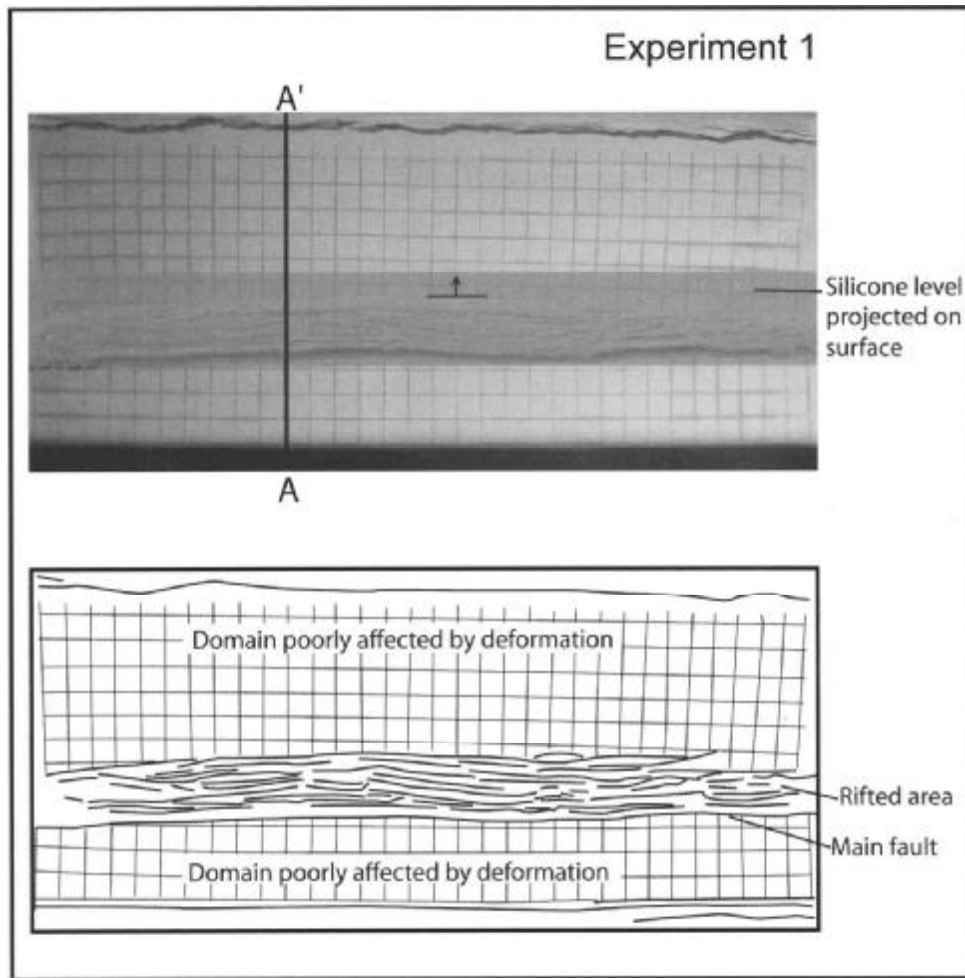 Experiment 1
A'
Silicone level
projected on
surface
A
Domain poorly affected by deformation
Rifted area
Main fault
Domain poorly affected by deformation